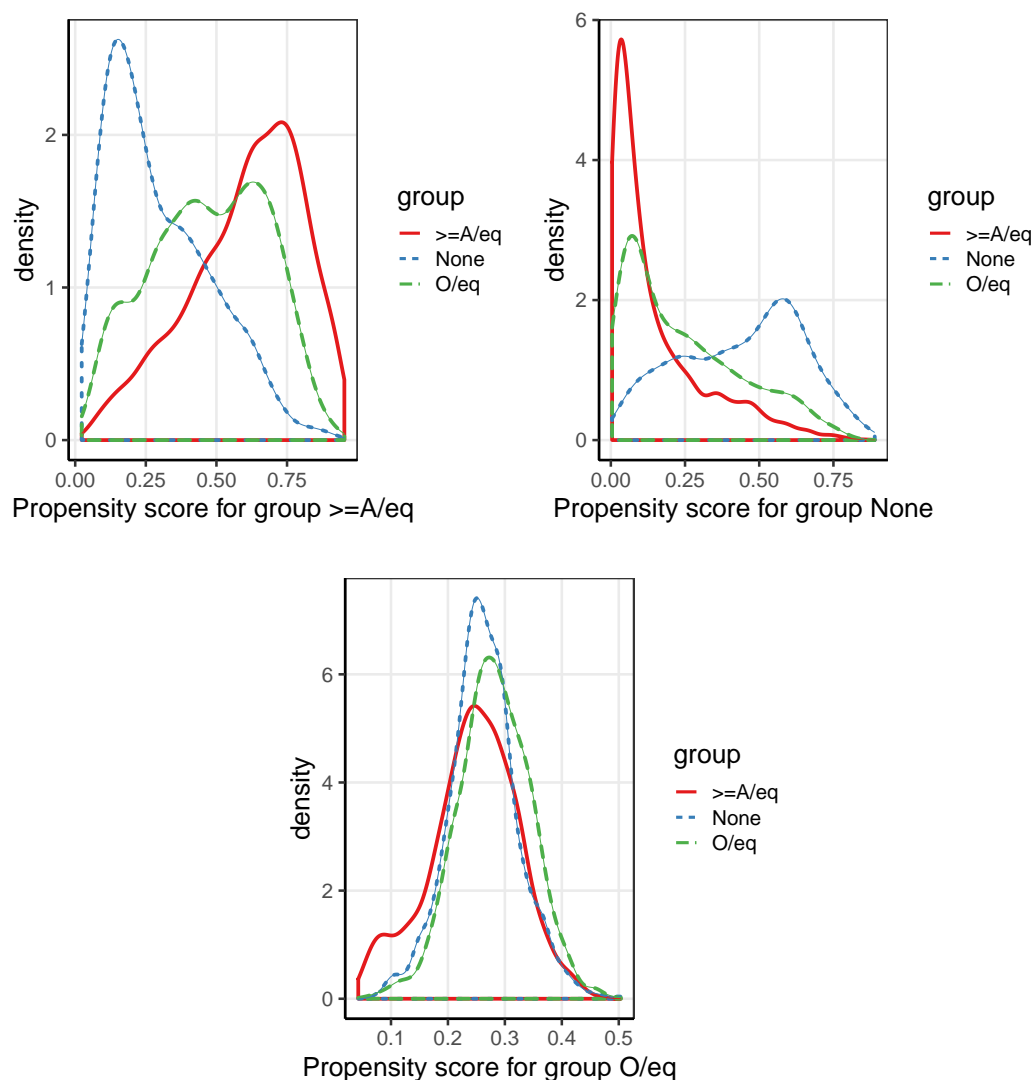 density
2
1
0
0.00 0.25 0.50 0.75
Propensity score for group >=A/eq
group
>=A/eq
None
O/eq
density
6
4
2
0
0.00 0.25 0.50 0.75
Propensity score for group None
group
>=A/eq
None
O/eq
density
6
4
2
0
0.1 0.2 0.3 0.4 0.5
Propensity score for group O/eq
group
>=A/eq
None
O/eq